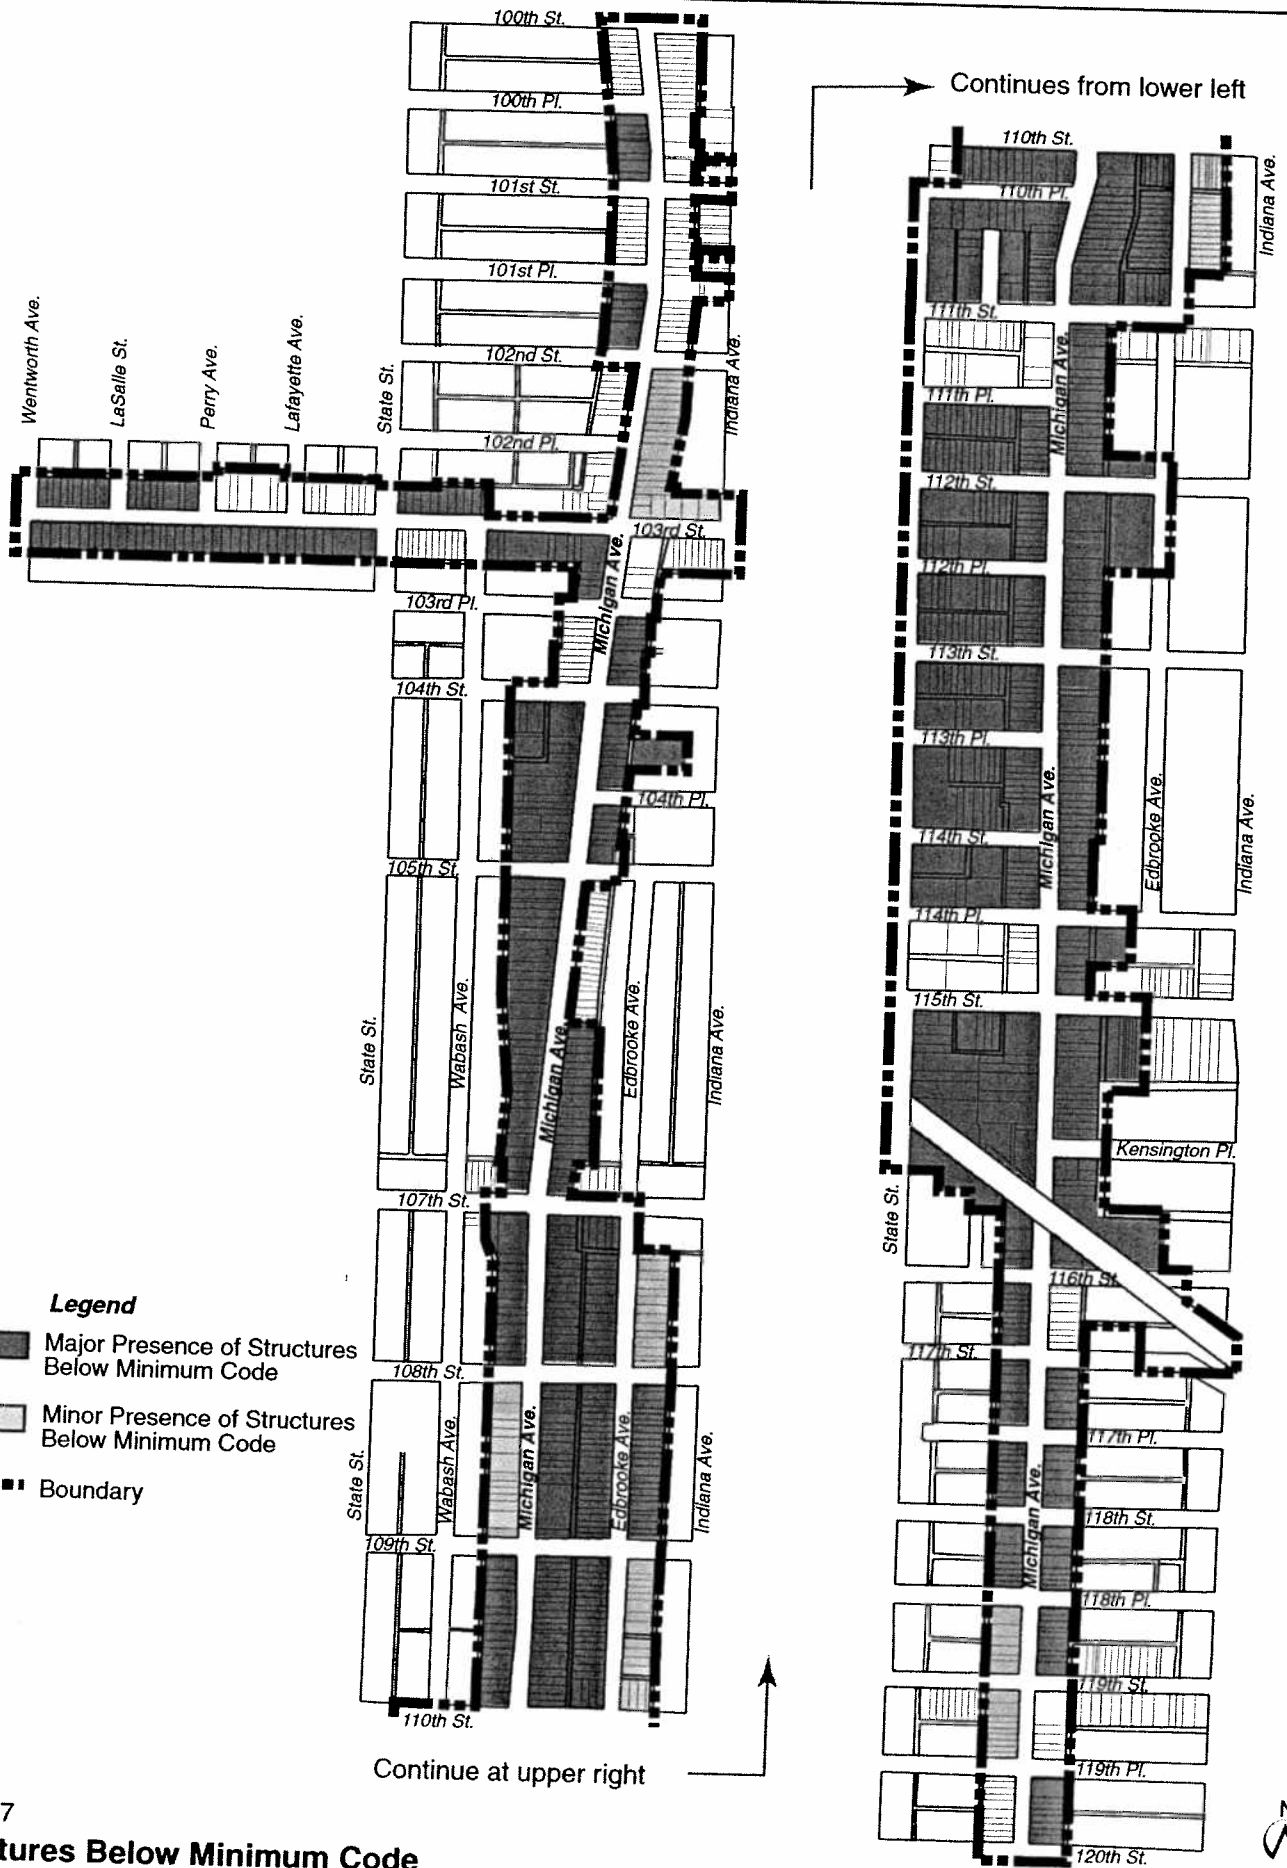 100th St.
100th Pl.
101st St.
101st Pl.
102nd St.
102nd Pl.
Wentworth Ave.
LaSalle St.
Perry Ave.
Lafayette Ave.
State St.
Indiana Ave.
103rd St.
Michigan Ave.
103rd Pl.
104th St.
104th Pl.
105th St.
State St.
Wabash Ave.
Michigan Ave.
Edbrooke Ave.
Indiana Ave.
107th St.
108th St.
State St.
Wabash Ave.
Michigan Ave.
Edbrooke Ave.
Indiana Ave.
109th St.
110th St.
Continue at upper right
Legend
Major Presence of Structures
Below Minimum Code
Minor Presence of Structures
Below Minimum Code
Boundary
Continues from lower left
110th St.
110th Pl.
Indiana Ave.
111th St.
Michigan Ave.
111th Pl.
112th St.
112th Pl.
113th St.
113th Pl.
Michigan Ave.
Edbrooke Ave.
Indiana Ave.
114th St.
114th Pl.
115th St.
Kensington Pl.
State St.
116th St.
117th St.
117th Pl.
Michigan Ave.
118th St.
118th Pl.
119th St.
119th Pl.
120th St.
N
7
tures Below Minimum Code